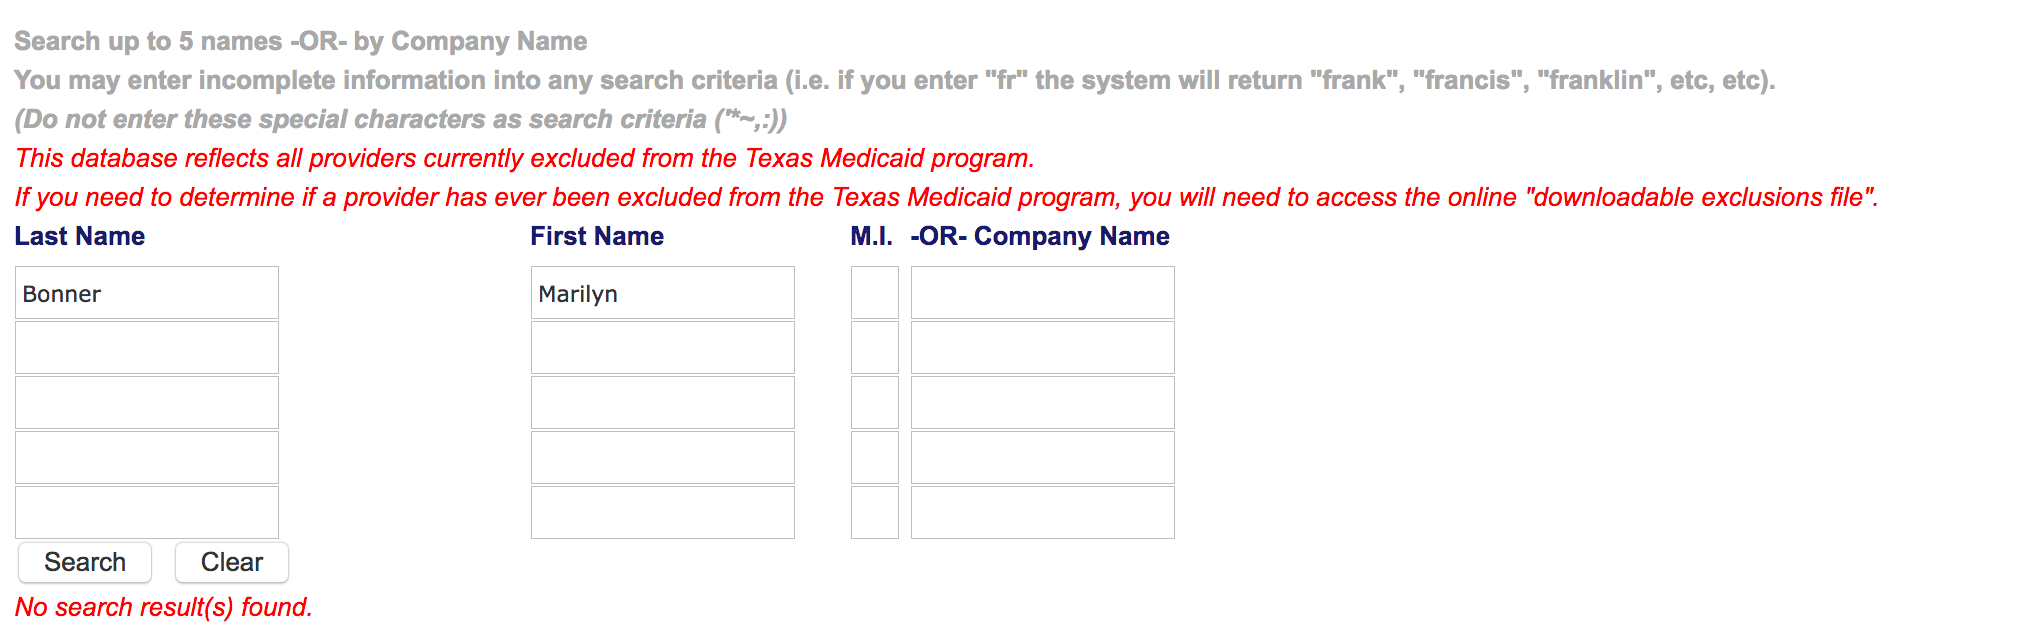 Search up to 5 names -OR- by Company Name
You may enter incomplete information into any search criteria (i.e. if you enter "fr" the system will return "frank", "francis", "franklin", etc, etc).
(Do not enter these special characters as search criteria ('"*~,:))
This database reflects all providers currently excluded from the Texas Medicaid program.
If you need to determine if a provider has ever been excluded from the Texas Medicaid program, you will need to access the online "downloadable exclusions file".
Last Name First Name M.I. -OR- Company Name
Bonner Marilyn
Search Clear
No search result(s) found.